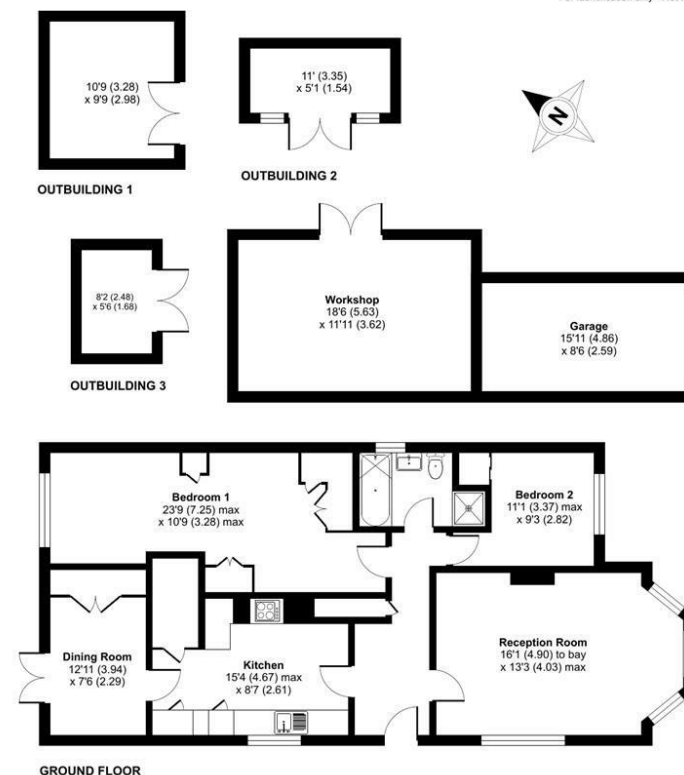 10'9 (3.28)
x 9'9 (2.98)
OUTBUILDING 1
11' (3.35)
x 5'1 (1.54)
OUTBUILDING 2
N
8'2 (2.48)
x 5'6 (1.68)
OUTBUILDING 3
Workshop
18'6 (5.63)
x 11'11 (3.62)
Garage
15'11 (4.86)
x 8'6 (2.59)
Bedroom 1
23'9 (7.25) max
x 10'9 (3.28) max
Bedroom 2
11'1 (3.37) max
x 9'3 (2.82)
Dining Room
12'11 (3.94)
x 7'6 (2.29)
Kitchen
15'4 (4.67) max
x 8'7 (2.61)
Reception Room
16'1 (4.90) to bay
x 13'3 (4.03) max
GROUND FLOOR